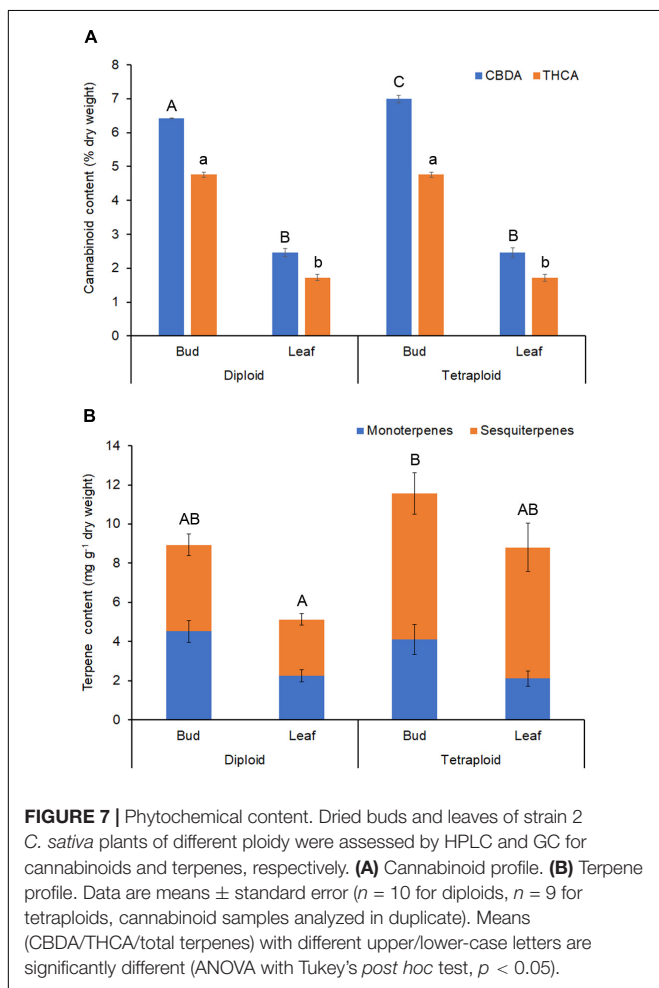 A
8
CBDA THCA
7
6
5
4
3
2
1
0
Cannabinoid content (% dry weight)
A
a
B
b
C
a
B
b
Bud Leaf Bud Leaf
Diploid Tetraploid
B
14
Monoterpenes Sesquiterpenes
12
10
8
6
4
2
0
Terpene content (mg g⁻¹ dry weight)
AB
A
B
AB
Bud Leaf Bud Leaf
Diploid Tetraploid
FIGURE 7 | Phytochemical content. Dried buds and leaves of strain 2
C. sativa plants of different ploidy were assessed by HPLC and GC for
cannabinoids and terpenes, respectively. (A) Cannabinoid profile. (B) Terpene
profile. Data are means ± standard error (n = 10 for diploids, n = 9 for
tetraploids, cannabinoid samples analyzed in duplicate). Means
(CBDA/THCA/total terpenes) with different upper/lower-case letters are
significantly different (ANOVA with Tukey's post hoc test, p < 0.05).